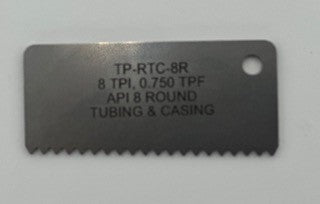 TP-RTC-8R
8 TPI, 0.750 TPF
API 8 ROUND
TUBING & CASING